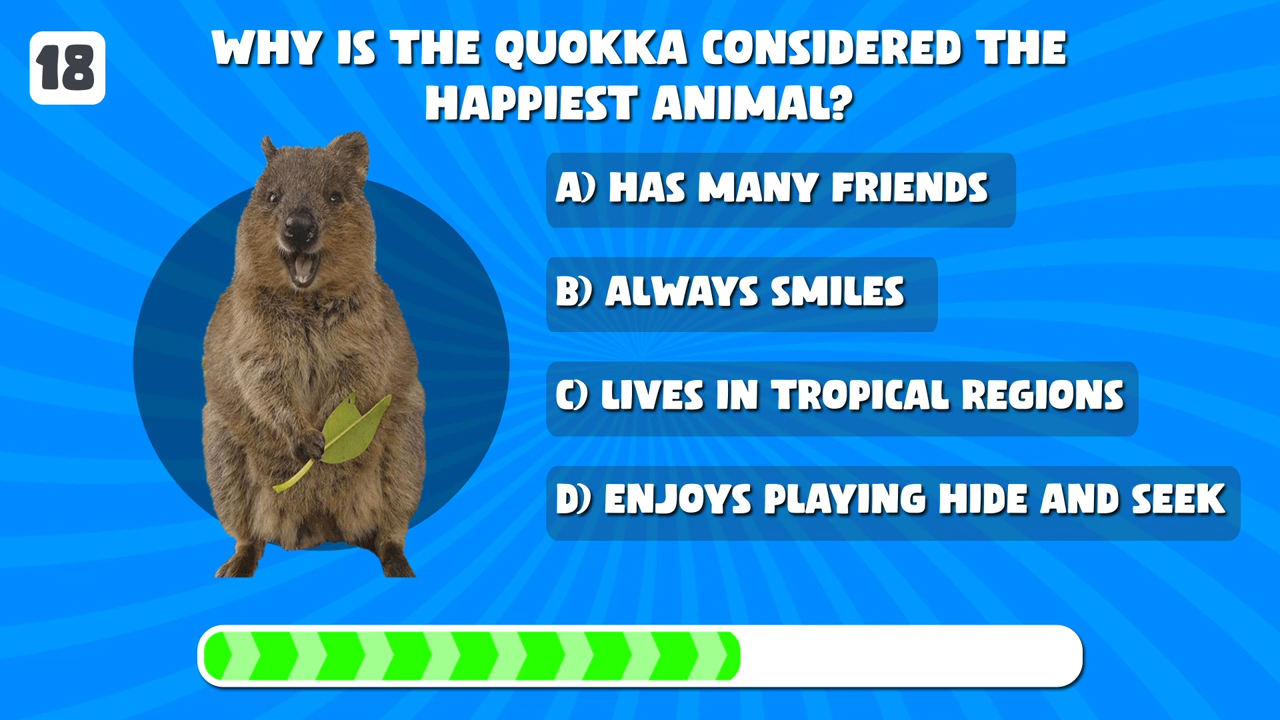 18
WHY IS THE QUOKKA CONSIDERED THE
HAPPIEST ANIMAL?
A) HAS MANY FRIENDS
B) ALWAYS SMILES
C) LIVES IN TROPICAL REGIONS
D) ENJOYS PLAYING HIDE AND SEEK